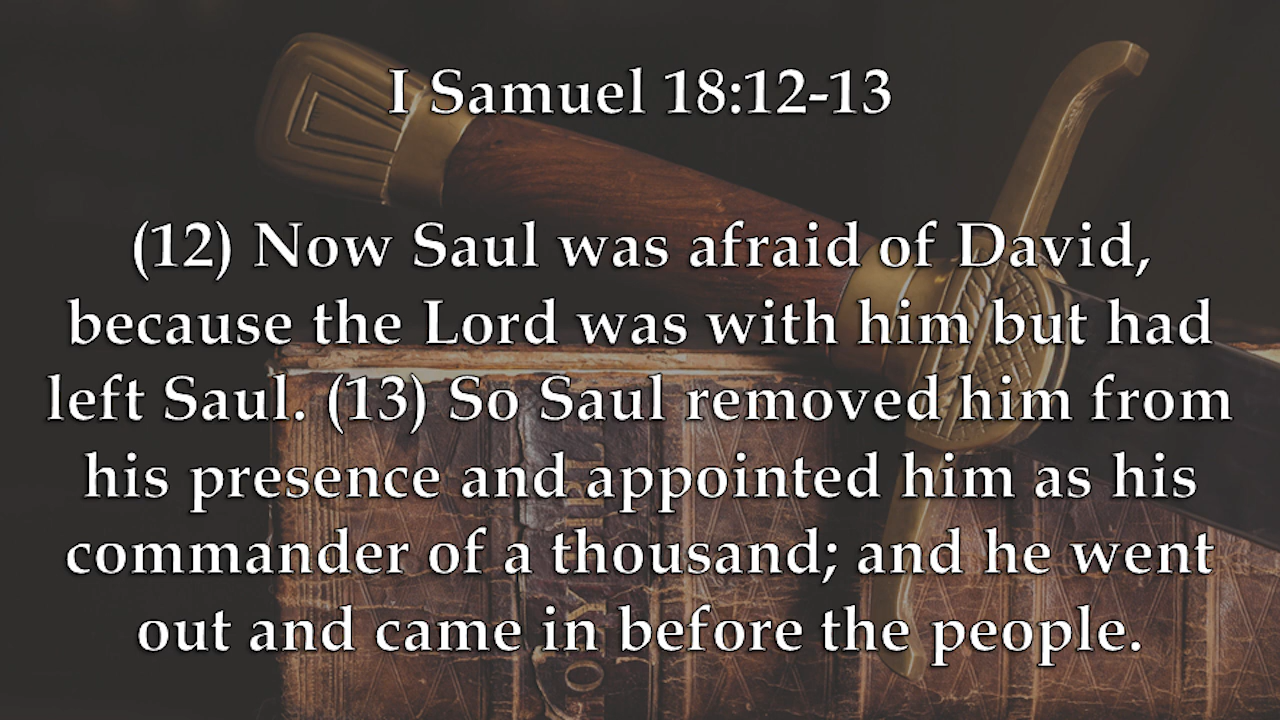 I Samuel 18:12-13
(12) Now Saul was afraid of David,
because the Lord was with him but had
left Saul. (13) So Saul removed him from
his presence and appointed him as his
commander of a thousand; and he went
out and came in before the people.